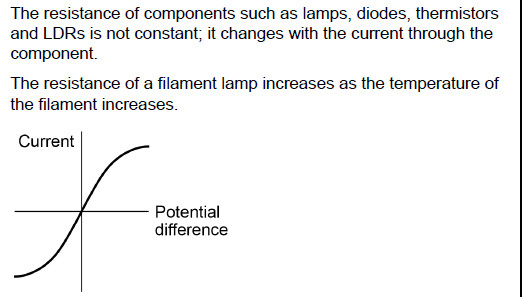 The resistance of components such as lamps, diodes, thermistors
and LDRs is not constant; it changes with the current through the
component.
The resistance of a filament lamp increases as the temperature of
the filament increases.
Current
Potential
difference